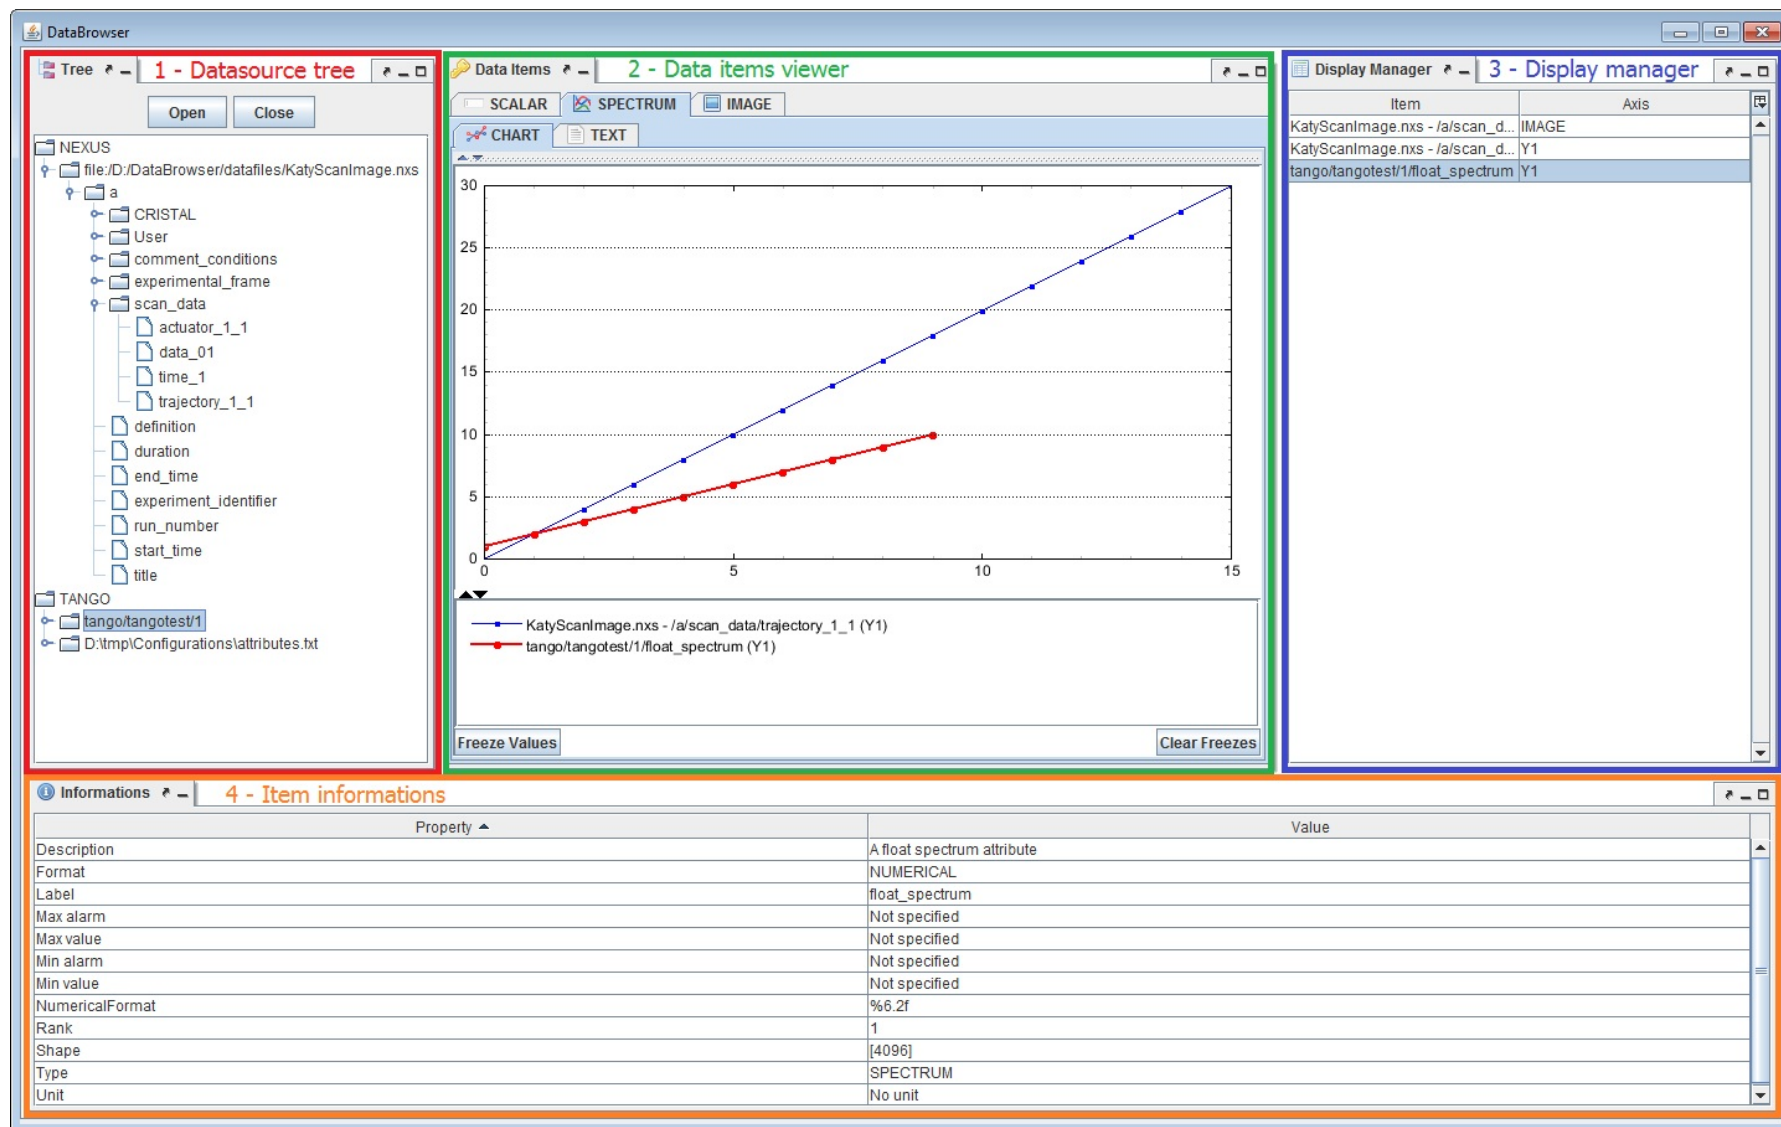 DataBrowser
Tree
1 - Datasource tree
Open Close
NEXUS
file:/D:/DataBrowser/datafiles/KatyScanImage.nxs
a
CRISTAL
User
comment_conditions
experimental_frame
scan_data
actuator_1_1
data_01
time_1
trajectory_1_1
definition
duration
end_time
experiment_identifier
run_number
start_time
title
TANGO
tango/tangotest/1
D:\tmp\Configurations\attributes.txt
Data Items
2 - Data items viewer
SCALAR SPECTRUM IMAGE
CHART TEXT
30
25
20
15
10
5
0
0 5 10 15
KatyScanImage.nxs - /a/scan_data/trajectory_1_1 (Y1)
tango/tangotest/1/float_spectrum (Y1)
Freeze Values Clear Freezes
Display Manager
3 - Display manager
Item Axis
KatyScanImage.nxs - /a/scan_d... IMAGE
KatyScanImage.nxs - /a/scan_d... Y1
tango/tangotest/1/float_spectrum Y1
Informations
4 - Item informations
Property Value
Description A float spectrum attribute
Format NUMERICAL
Label float_spectrum
Max alarm Not specified
Max value Not specified
Min alarm Not specified
Min value Not specified
NumericalFormat %6.2f
Rank 1
Shape [4096]
Type SPECTRUM
Unit No unit